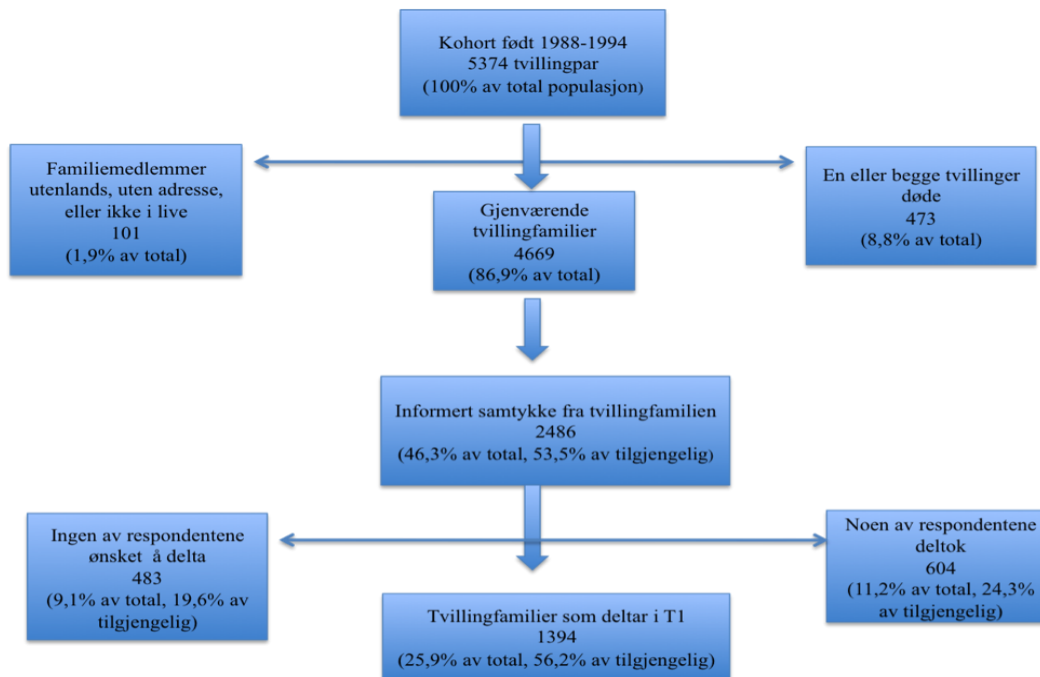 Kohort født 1988-1994
5374 tvillingpar
(100% av total populasjon)
Familiemedlemmer
utenlands, uten adresse,
eller ikke i live
101
(1,9% av total)
En eller begge tvillinger
døde
473
(8,8% av total)
Gjenværende
tvillingfamilier
4669
(86,9% av total)
Informert samtykke fra tvillingfamilien
2486
(46,3% av total, 53,5% av tilgjengelig)
Ingen av respondentene
ønsket å delta
483
(9,1% av total, 19,6% av
tilgjengelig)
Noen av respondentene
deltok
604
(11,2% av total, 24,3%
av tilgjengelig)
Tvillingfamilier som deltar i T1
1394
(25,9% av total, 56,2% av tilgjengelig)